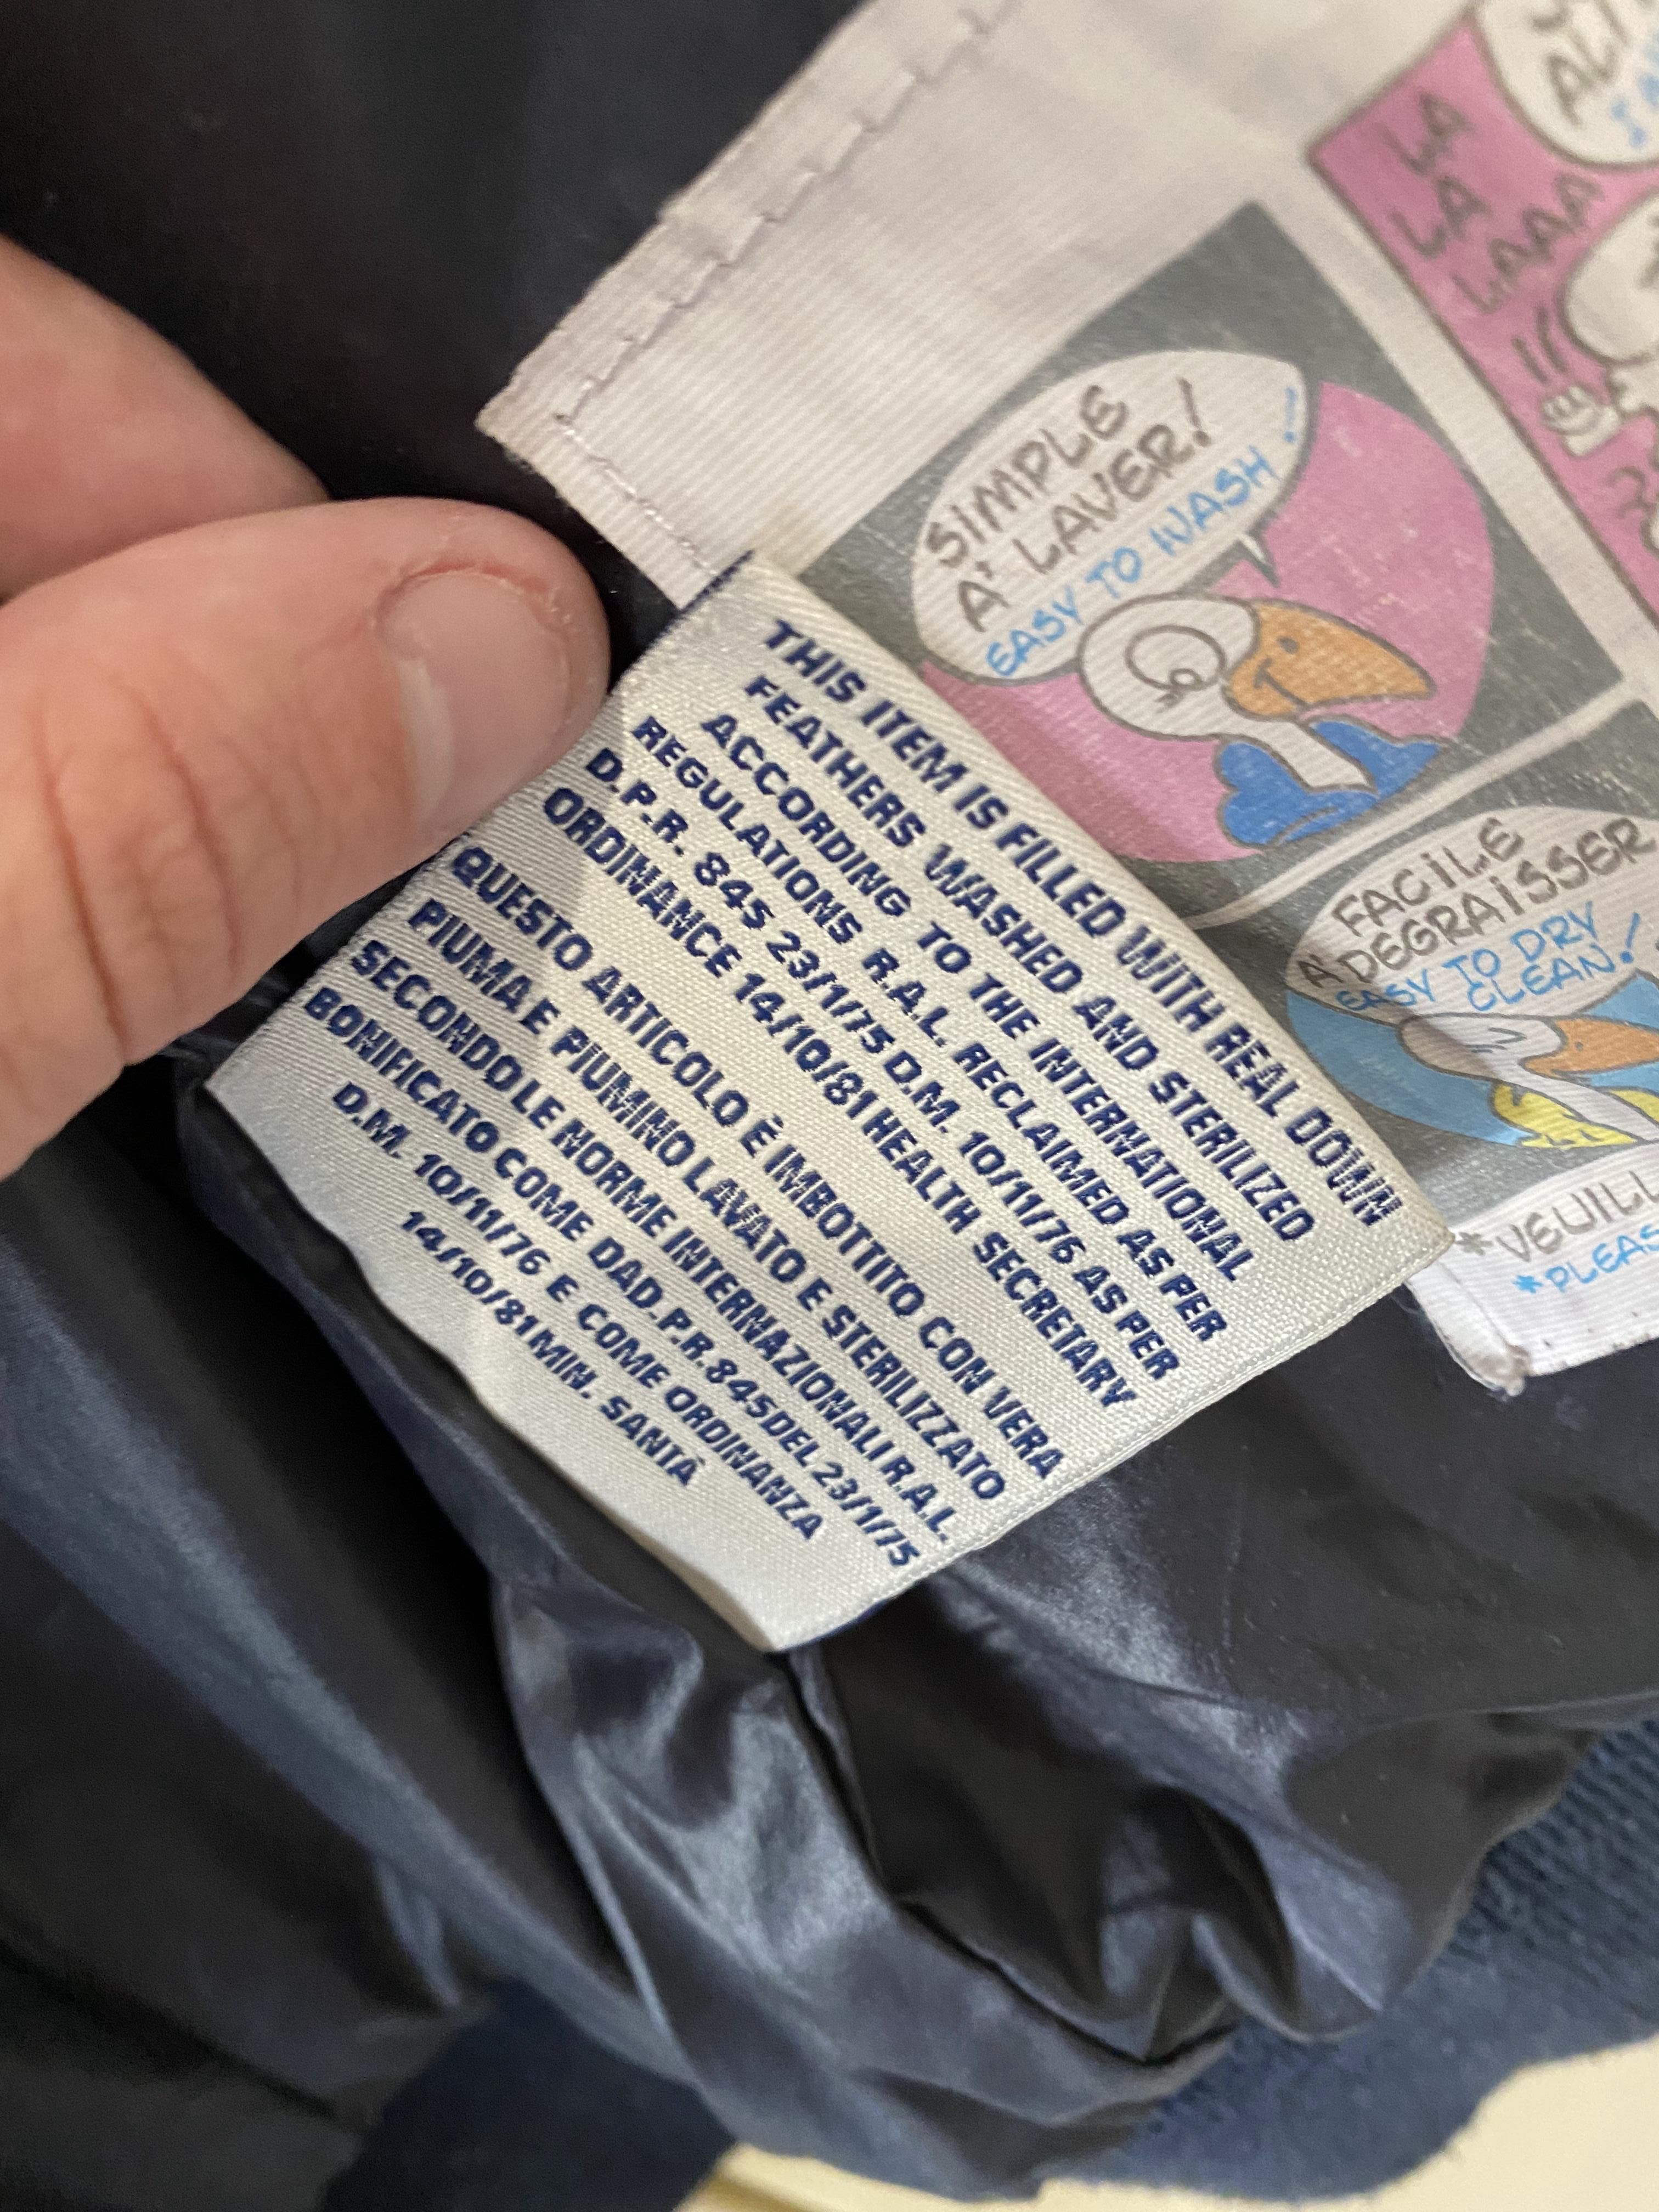 THIS ITEM IS FILLED WITH REAL DOWN
FEATHERS WASHED AND STERILIZED
ACCORDING TO THE INTERNATIONAL
REGULATIONS R.A.L. RECLAIMED AS PER
D.P.R. 845 23/1/75 D.M. 10/11/76 AS PER
ORDINANCE 14/10/81 HEALTH SECRETARY
QUESTO ARTICOLO È IMBOTTITO CON VERA
PIUMA E PIUMINO LAVATO E STERILIZZATO
SECONDO LE NORME INTERNAZIONALI R.A.L.
BONIFICATO COME DAD.P.R. 845 DEL 23/1/75
D.M. 10/11/76 E COME ORDINANZA
14/10/81 MIN. SANTÀ
LA
LA
LAAA
SIMPLE
A' LAVER!
EASY TO WASH!
FACILE
A' DEGRAISSER
EASY TO DRY
CLEAN!